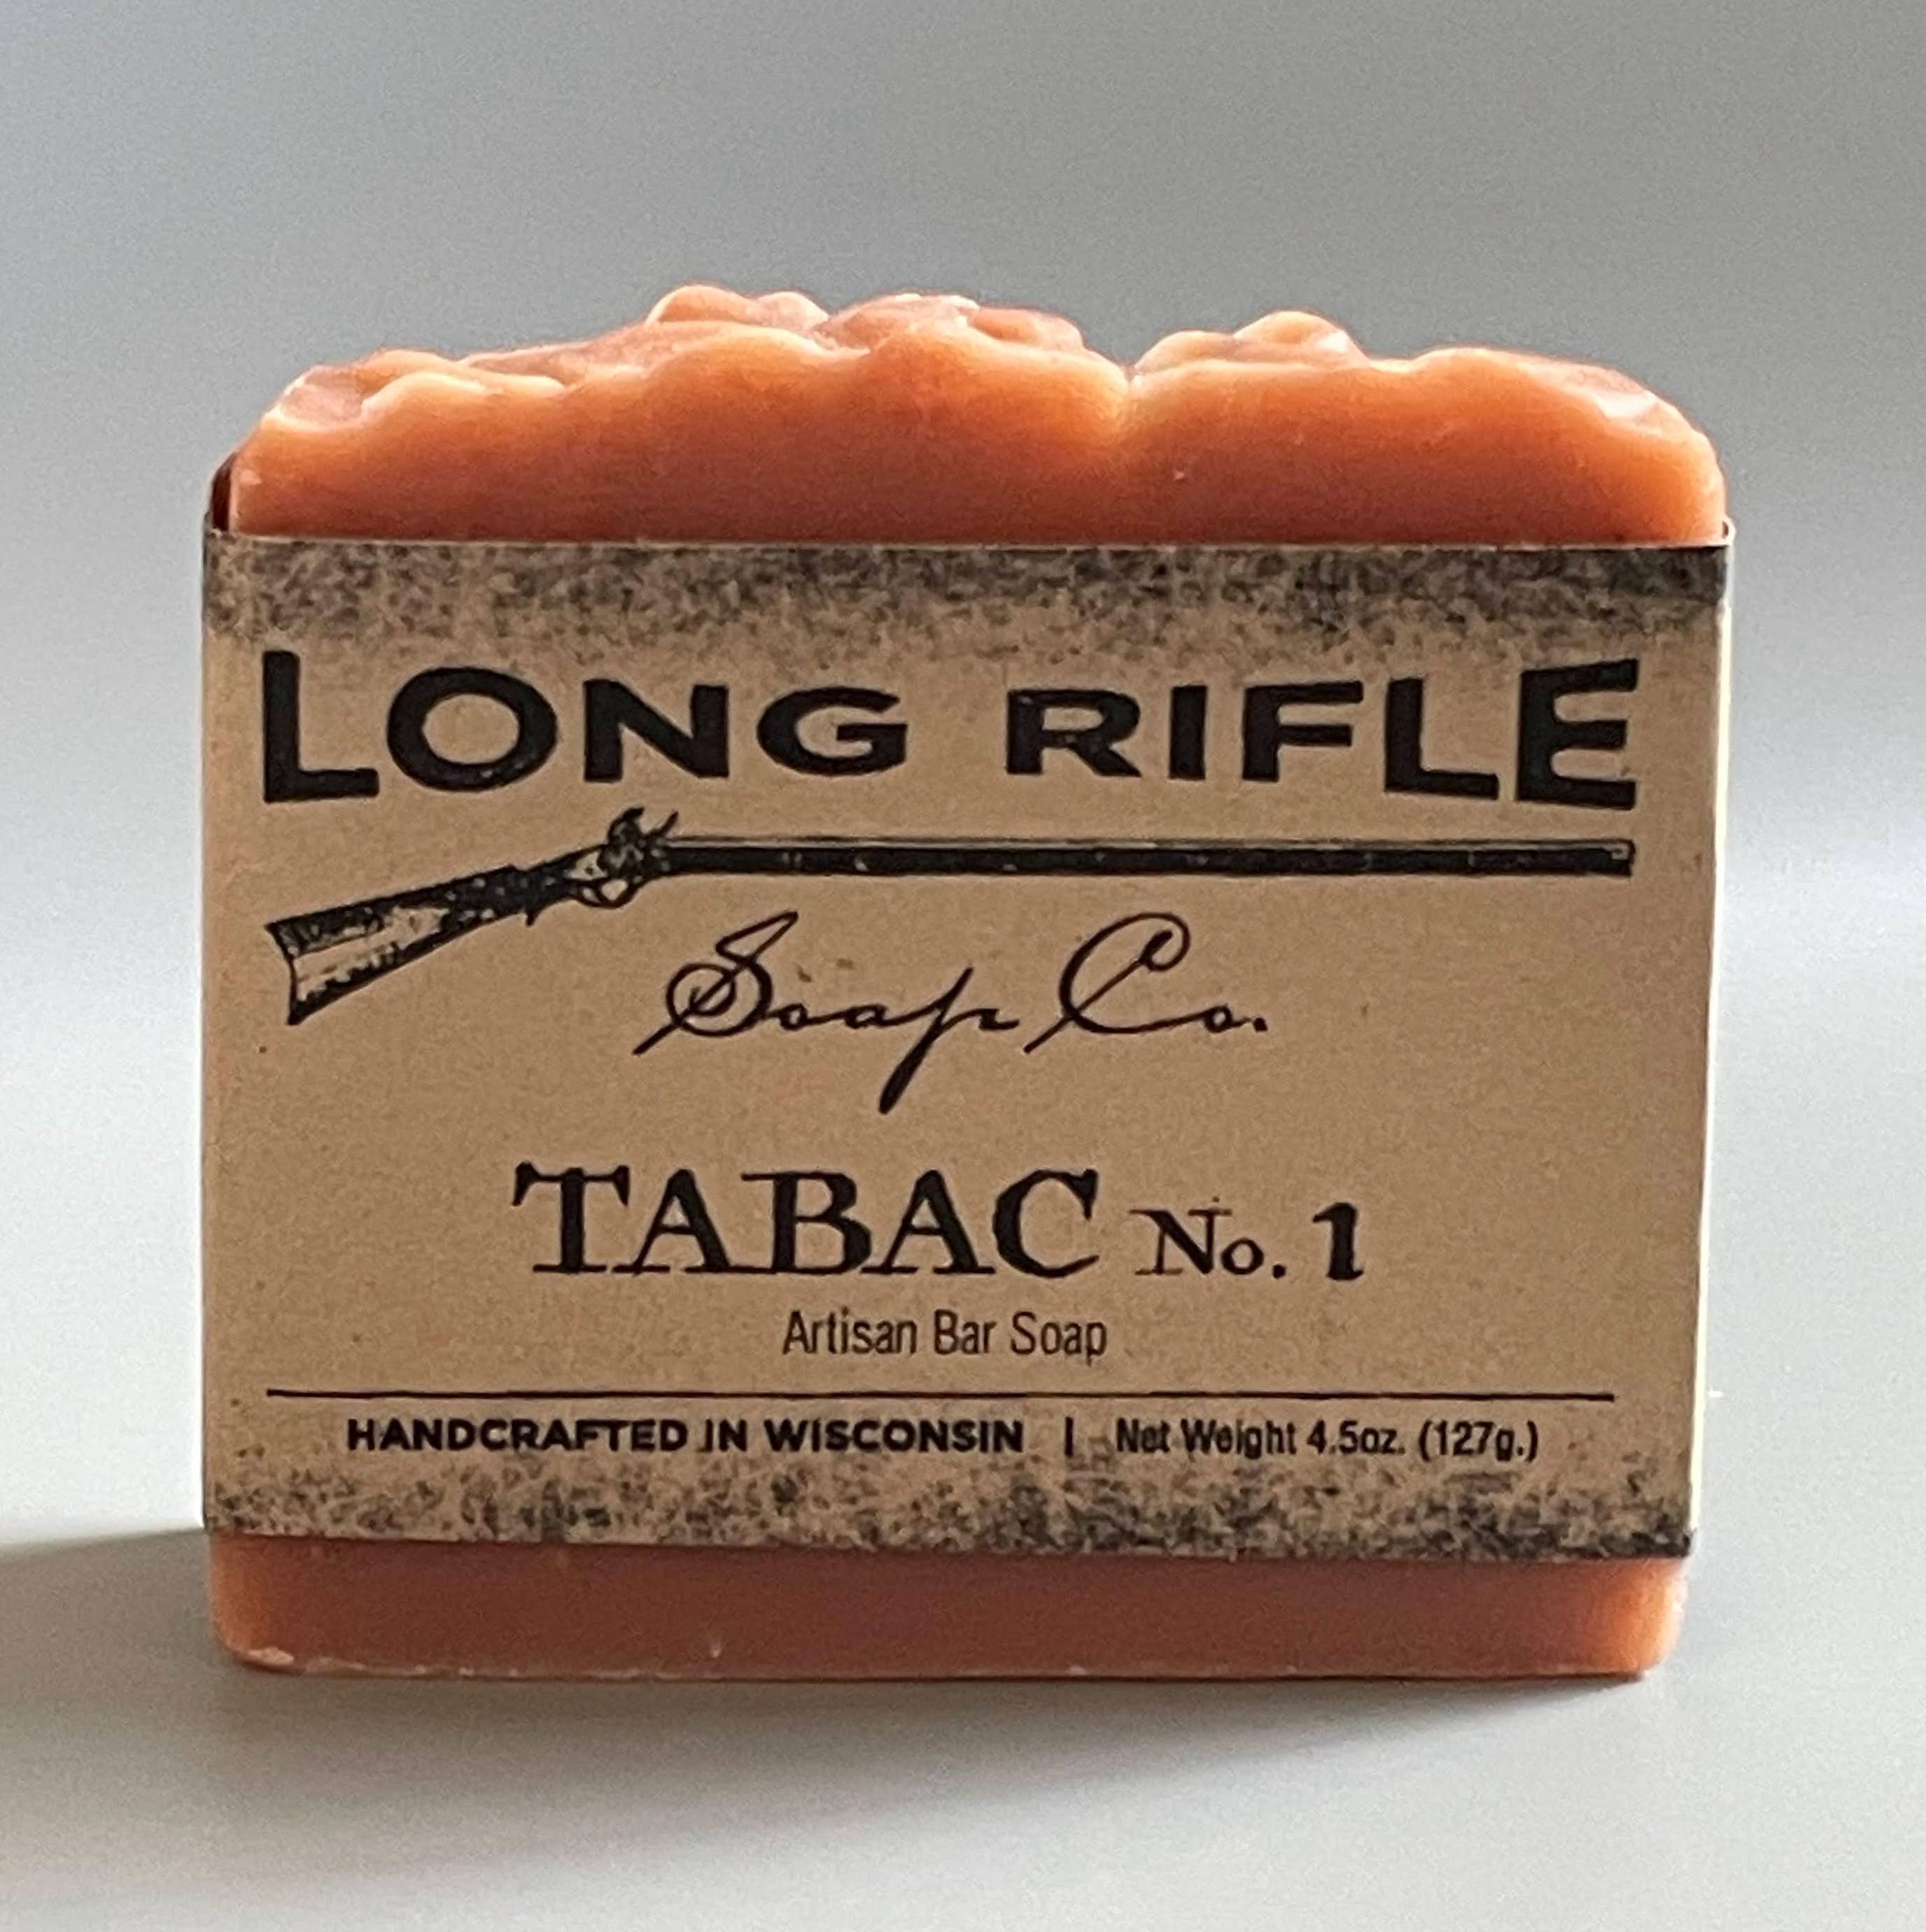 LONG RIFLE
Soap Co.
TABAC No. 1
Artisan Bar Soap
HANDCRAFTED IN WISCONSIN | Net Weight 4.5oz. (127g.)